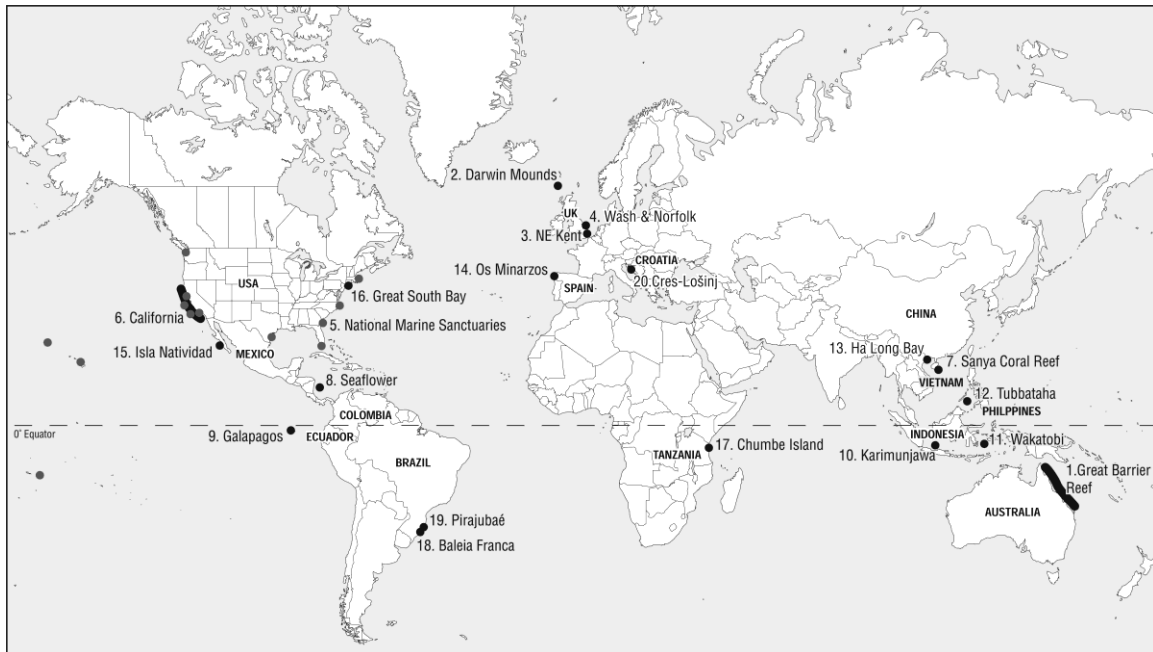 2. Darwin Mounds
UK
4. Wash & Norfolk
3. NE Kent
CROATIA
14. Os Minarzos
20.Cres-Lošinj
SPAIN
USA
16. Great South Bay
6. California
5. National Marine Sanctuaries
CHINA
15. Isla Natividad
MEXICO
13. Ha Long Bay
7. Sanya Coral Reef
VIETNAM
8. Seaflower
12. Tubbataha
PHILPPINES
COLOMBIA
0° Equator
9. Galapagos
ECUADOR
INDONESIA
11. Wakatobi
17. Chumbe Island
TANZANIA
10. Karimunjawa
BRAZIL
1.Great Barrier
Reef
AUSTRALIA
19. Pirajubaé
18. Baleia Franca